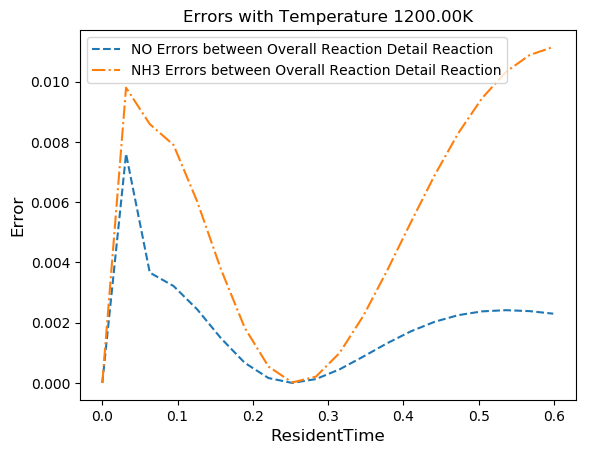 Errors with Temperature 1200.00K
NO Errors between Overall Reaction Detail Reaction
NH3 Errors between Overall Reaction Detail Reaction
0.010
0.008
0.006
0.004
0.002
0.000
Error
0.0 0.1 0.2 0.3 0.4 0.5 0.6
ResidentTime